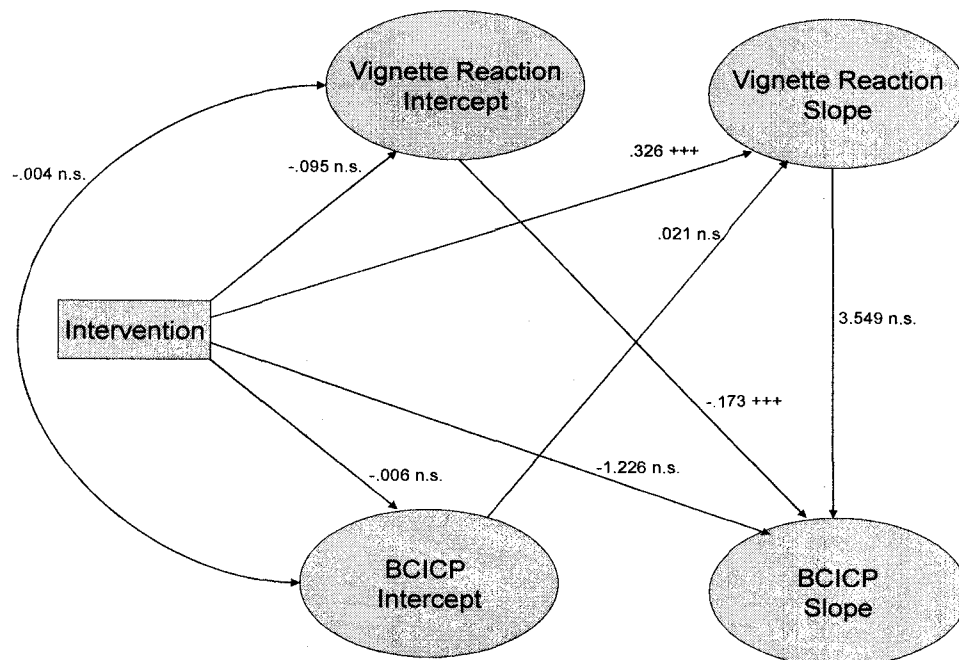 Vignette Reaction
Intercept
Vignette Reaction
Slope
-.004 n.s.
-.095 n.s.
.326 +++
.021 n.s.
Intervention
3.549 n.s.
-.173 +++
-.006 n.s.
-1.226 n.s.
BCICP
Intercept
BCICP
Slope